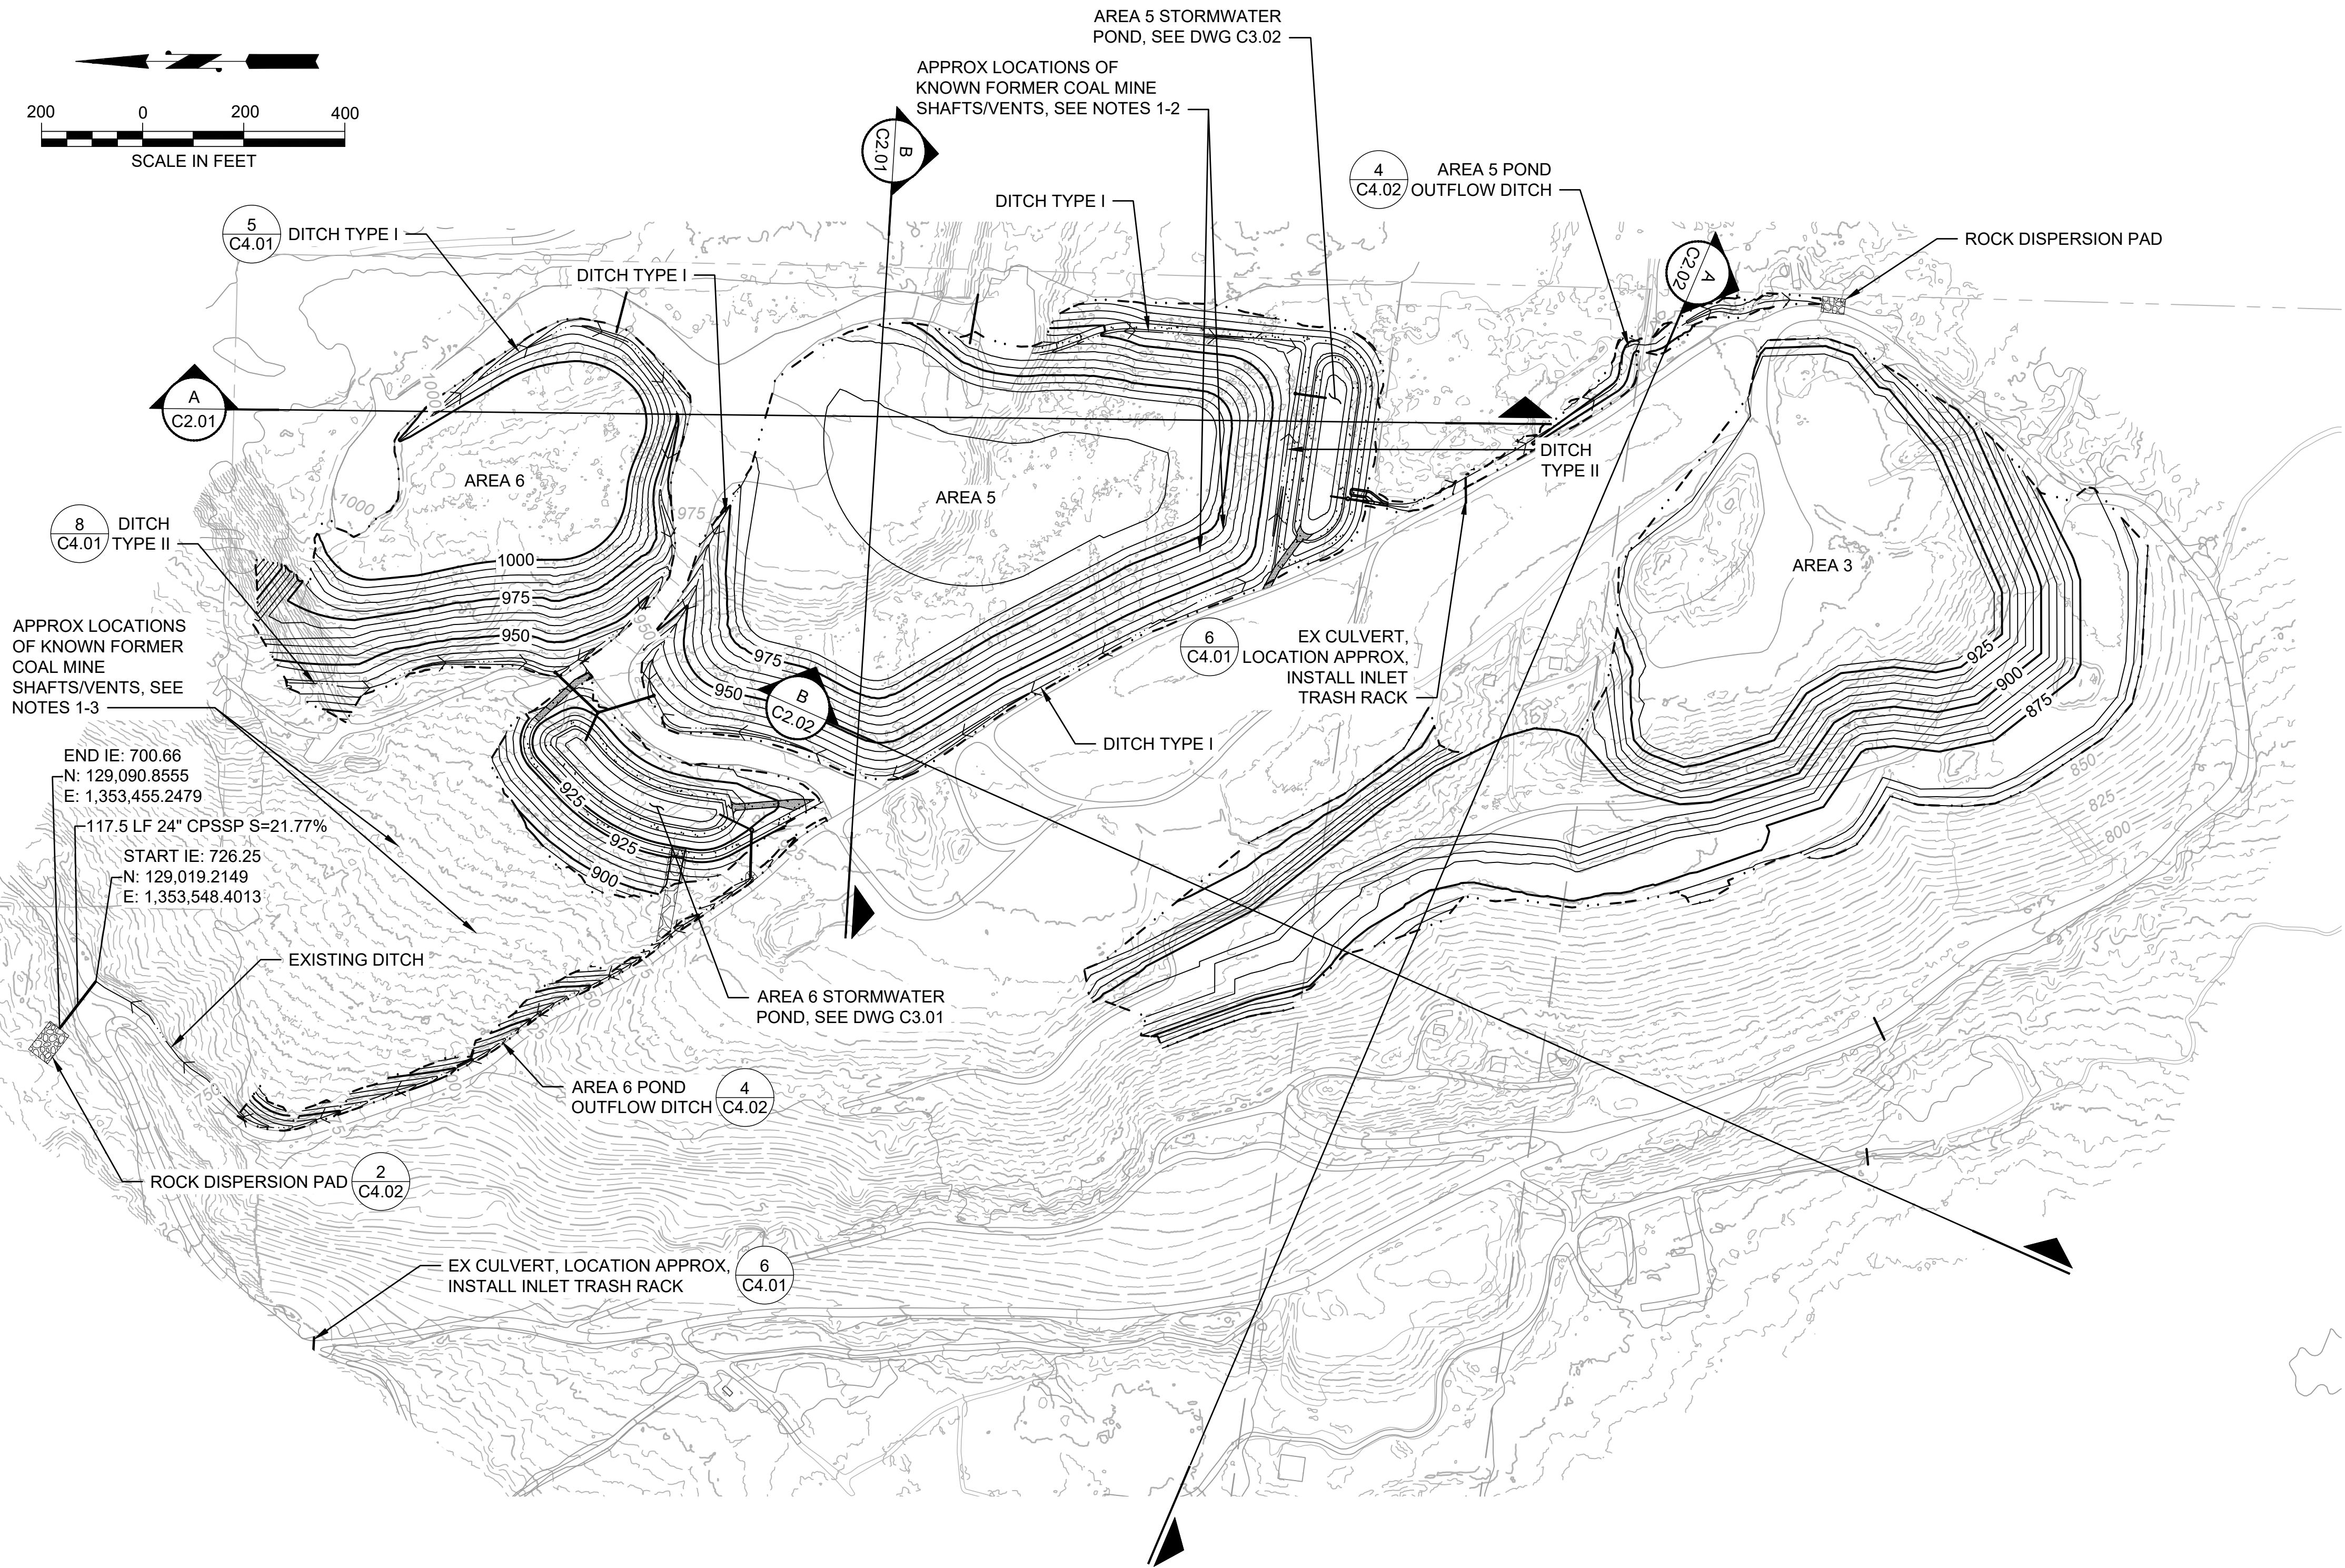 AREA 5 STORMWATER
POND, SEE DWG C3.02
APPROX LOCATIONS OF
KNOWN FORMER COAL MINE
SHAFTS/VENTS, SEE NOTES 1-2
200 0 200 400
SCALE IN FEET
B
C2.01
4
C4.02
AREA 5 POND
OUTFLOW DITCH
DITCH TYPE I
5
C4.01
DITCH TYPE I
DITCH TYPE I
A
C2.02
ROCK DISPERSION PAD
A
C2.01
1000
DITCH
TYPE II
AREA 6
AREA 5
1000
975
8
C4.01
DITCH
TYPE II
1000
975
950
950
AREA 3
APPROX LOCATIONS
OF KNOWN FORMER
COAL MINE
SHAFTS/VENTS, SEE
NOTES 1-3
6
C4.01
EX CULVERT,
LOCATION APPROX,
INSTALL INLET
TRASH RACK
975
950
B
C2.02
925
900
875
DITCH TYPE I
END IE: 700.66
N: 129,090.8555
E: 1,353,455.2479
117.5 LF 24" CPSSP S=21.77%
START IE: 726.25
N: 129,019.2149
E: 1,353,548.4013
925
925
900
850
825
800
EXISTING DITCH
AREA 6 STORMWATER
POND, SEE DWG C3.01
AREA 6 POND
OUTFLOW DITCH
4
C4.02
ROCK DISPERSION PAD
2
C4.02
EX CULVERT, LOCATION APPROX,
INSTALL INLET TRASH RACK
6
C4.01